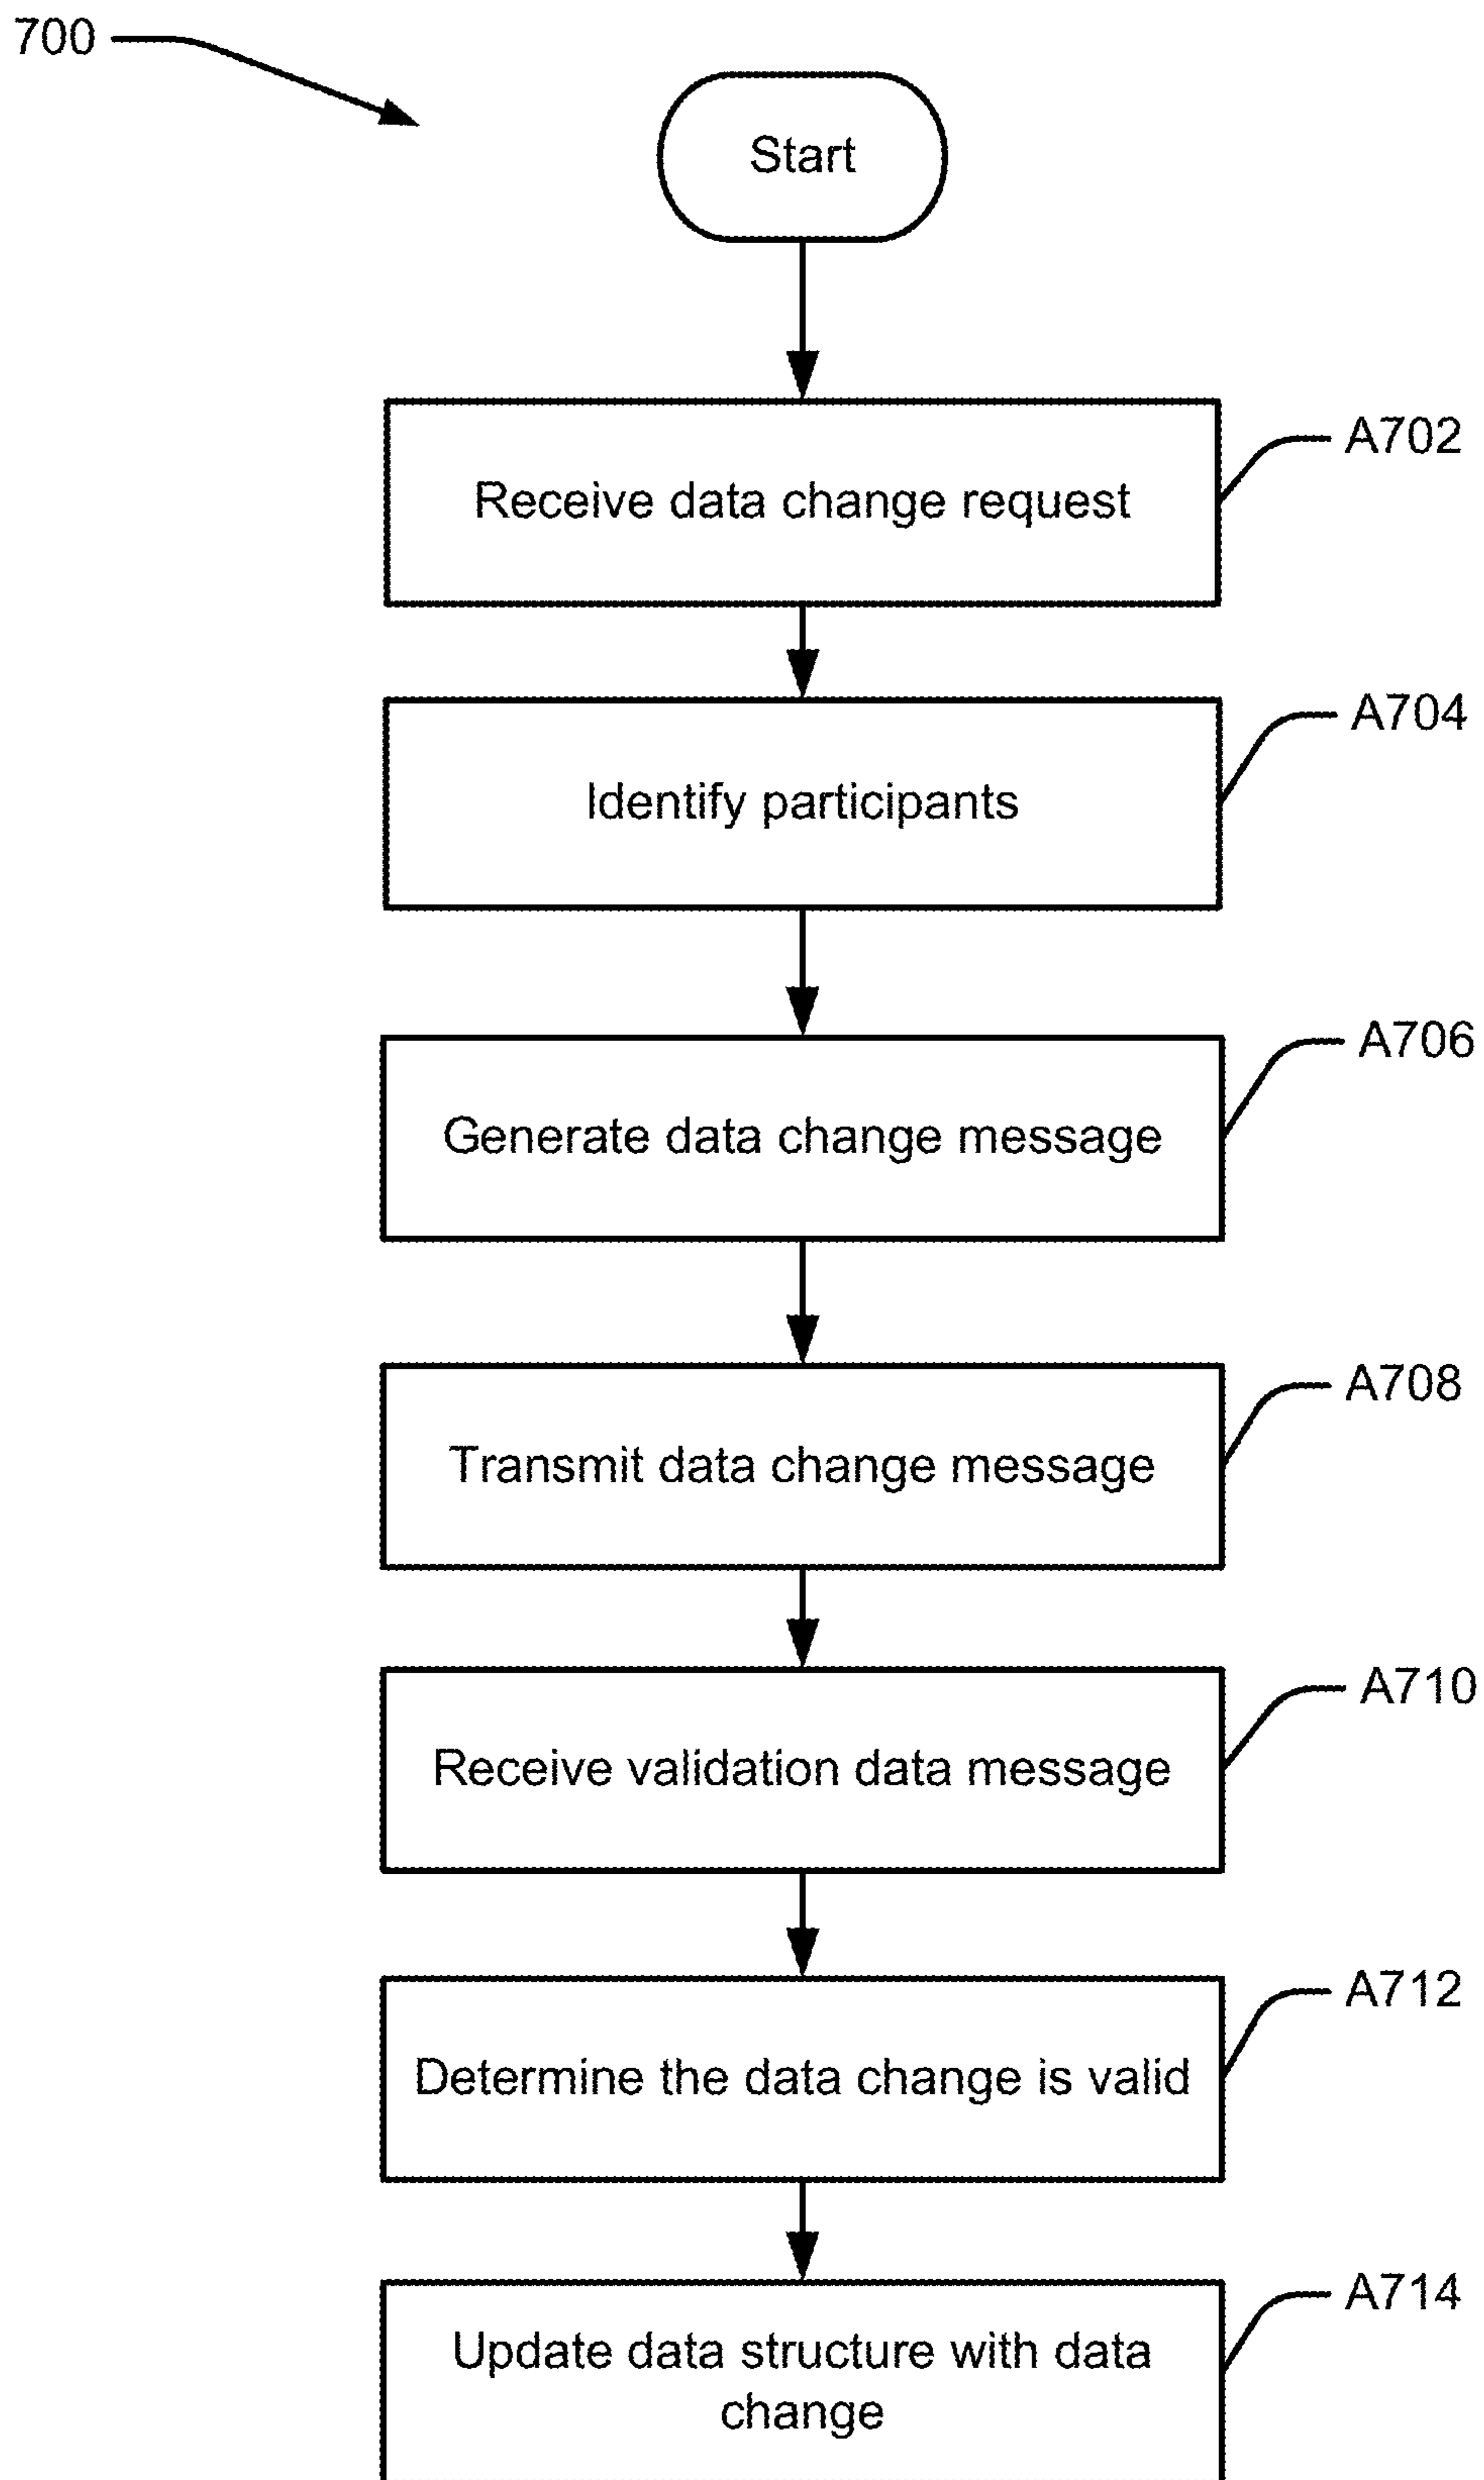 700
Start
Receive data change request
A702
Identify participants
A704
Generate data change message
A706
Transmit data change message
A708
Receive validation data message
A710
Determine the data change is valid
A712
Update data structure with data
change
A714